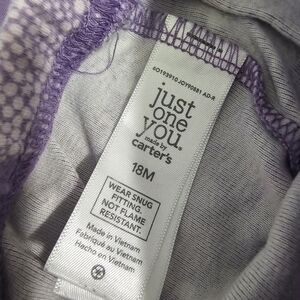 just
one
you.
made by
carter's
18M
WEAR SNUG
FITTING.
NOT FLAME
RESISTANT.
Made in Vietnam
Fabriqué au Vietnam
Hecho en Vietnam